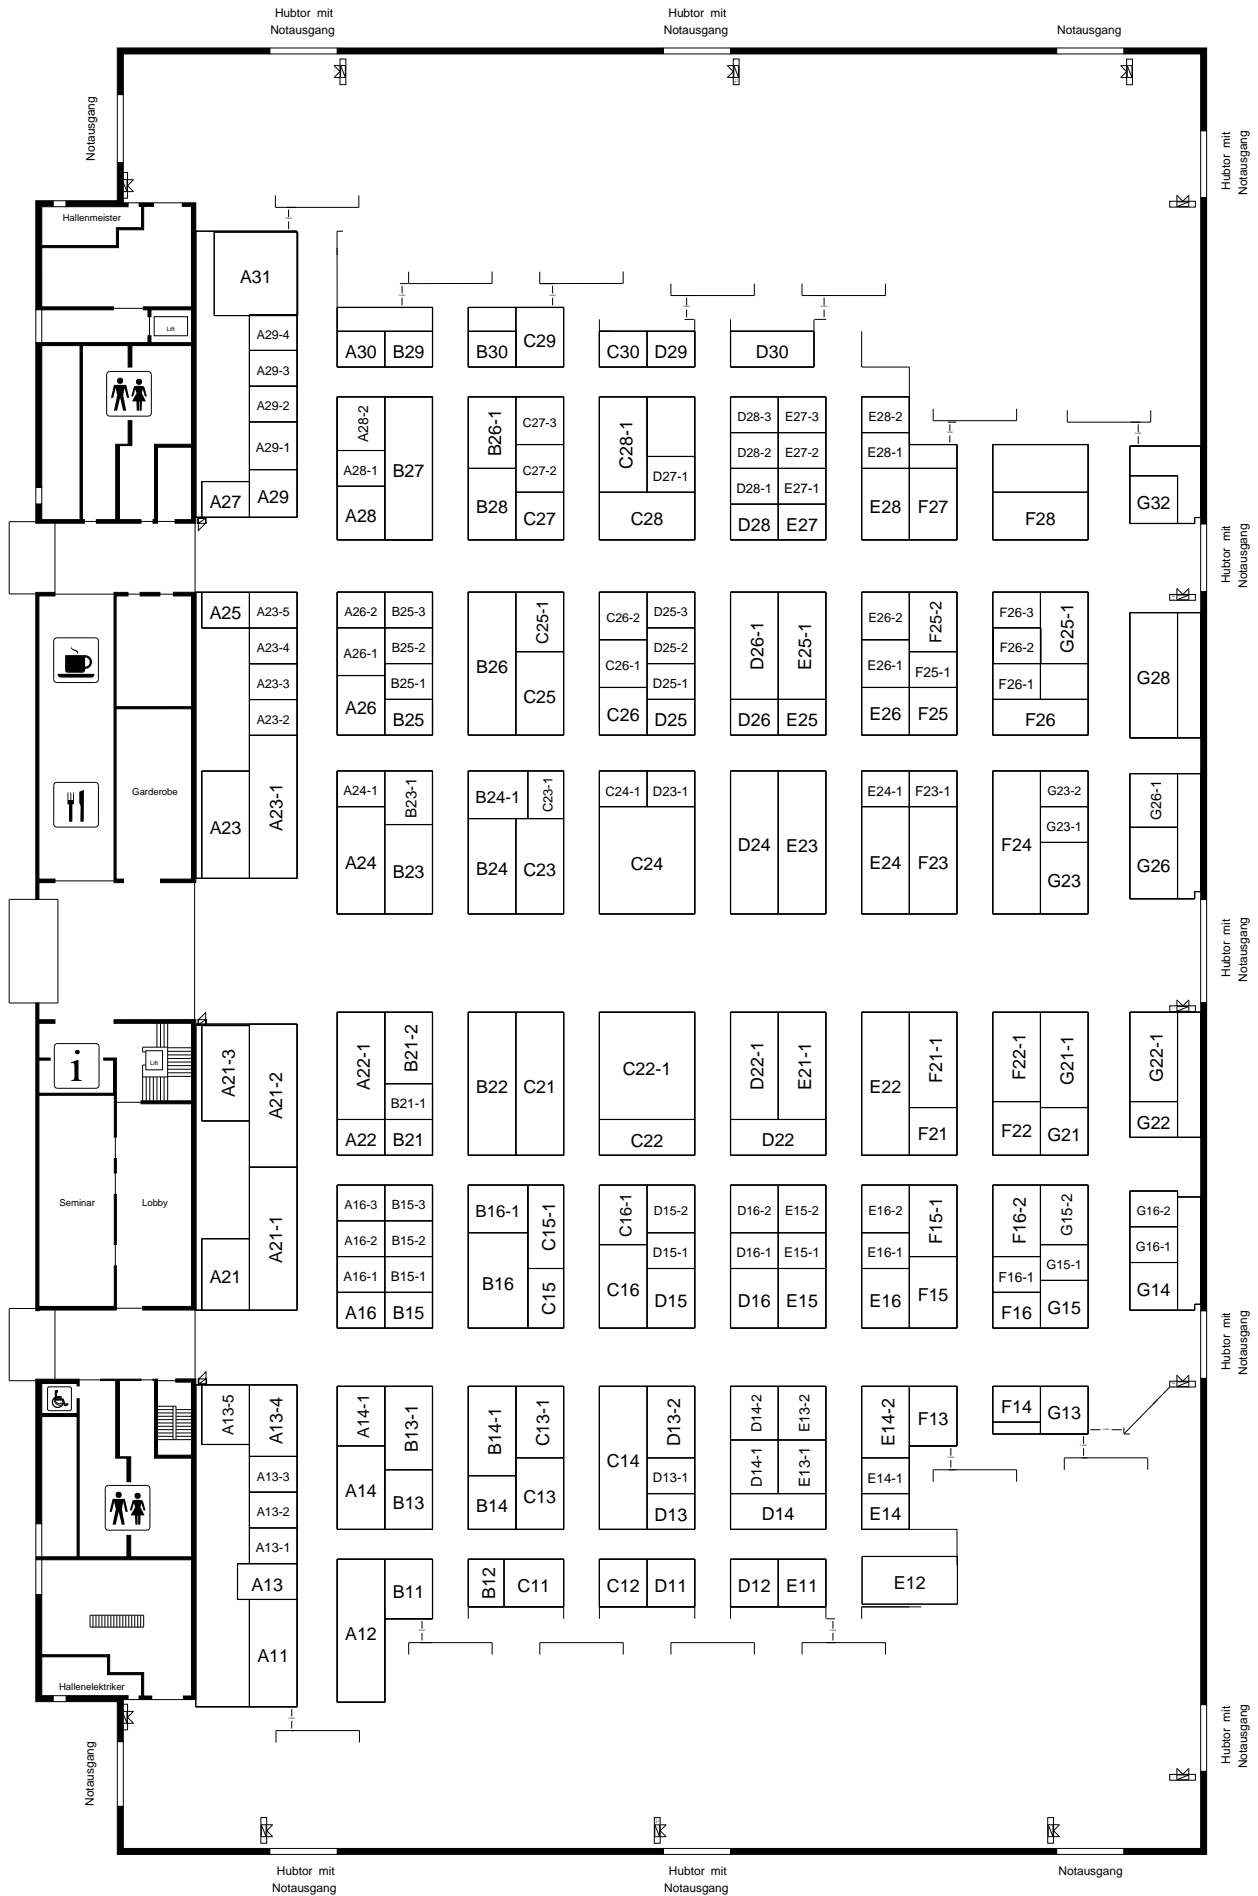 Hubtor mit
Notausgang
Hubtor mit
Notausgang
Notausgang
Notausgang
Hubtor mit
Notausgang
Hallenmeister
A31
Lift
A29-4
C29
A30
B29
B30
C30
D29
D30
A29-3
A29-2
A28-2
B26-1
C27-3
C28-1
D28-3
E27-3
E28-2
A29-1
A28-1
B27
C27-2
D27-1
D28-2
E27-2
E28-1
A27
A29
A28
B28
C27
C28
D28-1
E27-1
D28
E27
E28
F27
F28
G32
Hubtor mit
Notausgang
A25
A23-5
A26-2
B25-3
C25-1
C26-2
D25-3
D26-1
E25-1
E26-2
F25-2
F26-3
G25-1
A23-4
A26-1
B25-2
B26
C26-1
D25-2
E26-1
F25-1
F26-2
G28
A23-3
B25-1
C25
D25-1
F26-1
A23-2
A26
B25
C26
D25
D26
E25
E26
F25
F26
Garderobe
A23
A23-1
A24-1
B23-1
B24-1
C23-1
C24-1
D23-1
E24-1
F23-1
G23-2
G26-1
A24
B23
B24
C23
C24
D24
E23
E24
F23
F24
G23-1
G23
G26
Hubtor mit
Notausgang
i
Lift
A21-3
A21-2
A22-1
B21-2
B22
C21
C22-1
D22-1
E21-1
E22
F21-1
F22-1
G21-1
G22-1
B21-1
A22
B21
C22
D22
F21
F22
G21
G22
Seminar
Lobby
A21
A21-1
A16-3
B15-3
B16-1
C15-1
C16-1
D15-2
D16-2
E15-2
E16-2
F15-1
F16-2
G15-2
G16-2
A16-2
B15-2
D15-1
D16-1
E15-1
E16-1
G15-1
G16-1
A16-1
B15-1
B16
F16-1
A16
B15
C15
C16
D15
D16
E15
E16
F15
F16
G15
G14
Hubtor mit
Notausgang
A13-5
A13-4
A14-1
B13-1
B14-1
C13-1
C14
D13-2
D14-2
E13-2
E14-2
F13
F14
G13
A13-3
D13-1
D14-1
E13-1
E14-1
A13-2
A14
B13
B14
C13
D13
D14
E14
A13-1
A13
B11
B12
C11
C12
D11
D12
E11
E12
A11
A12
Hallenelektriker
Notausgang
Hubtor mit
Notausgang
Hubtor mit
Notausgang
Hubtor mit
Notausgang
Notausgang